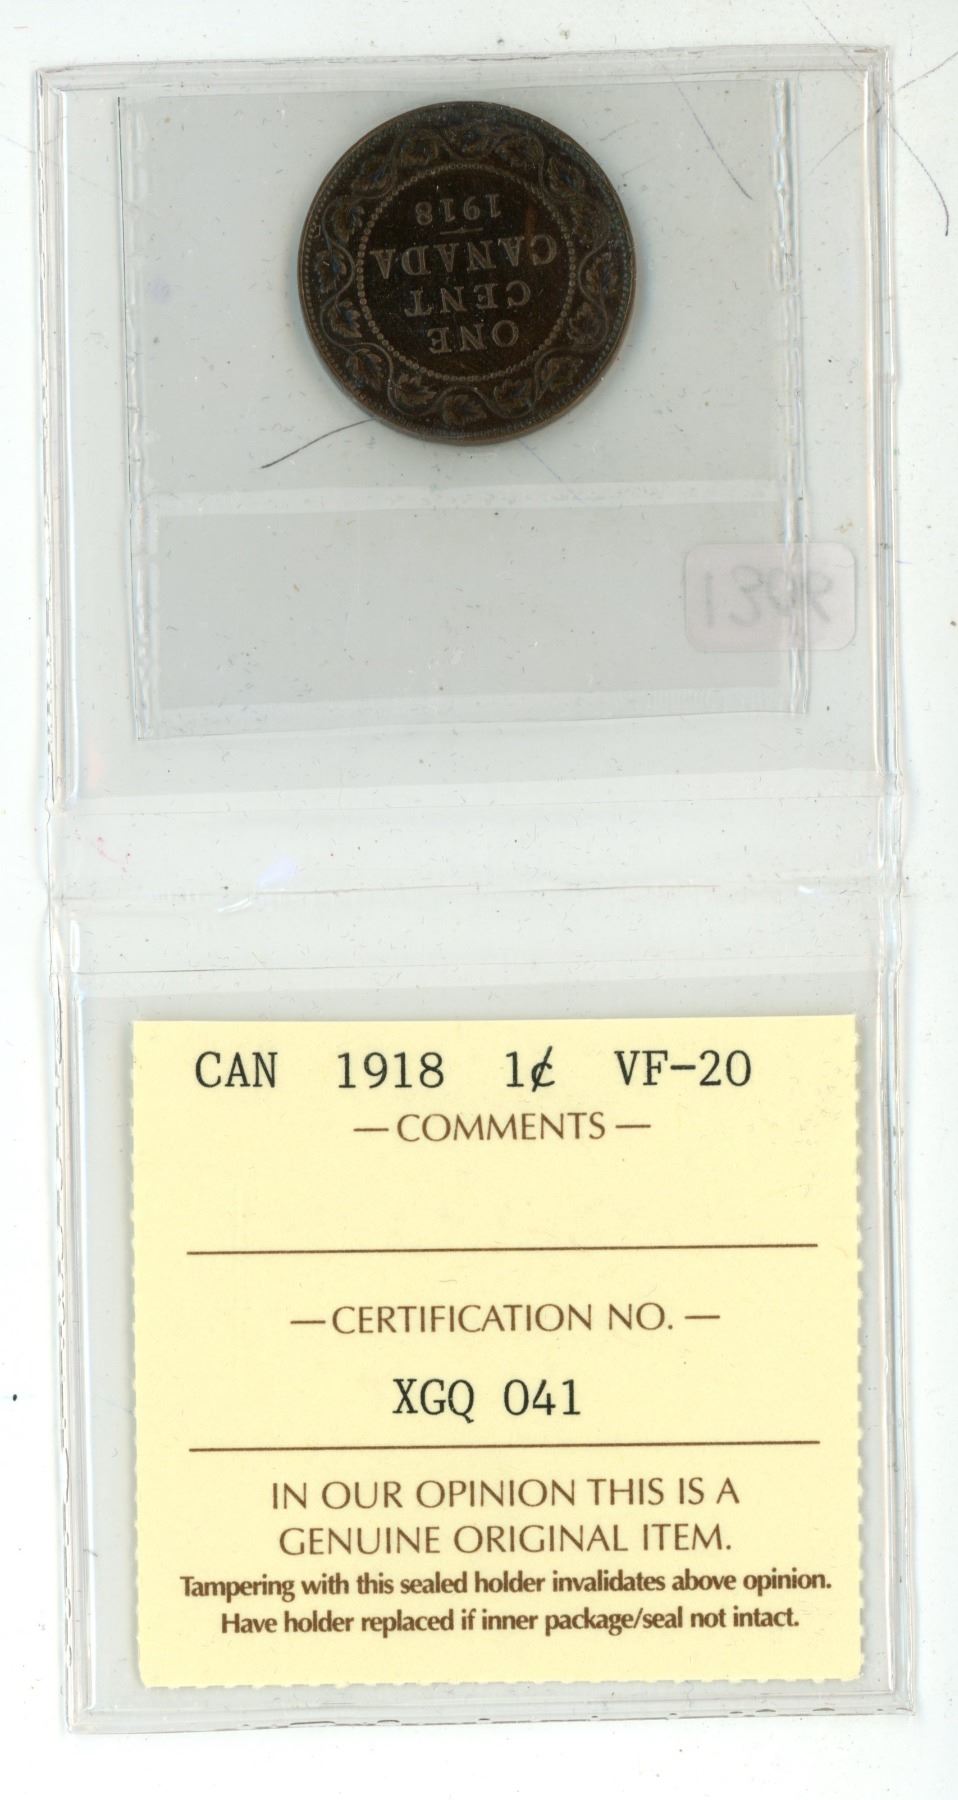 ONE
CENT
CANADA
1918
CAN 1918 1¢ VF-20
—COMMENTS—
—CERTIFICATION NO.—
XGQ 041
IN OUR OPINION THIS IS A
GENUINE ORIGINAL ITEM.
Tampering with this sealed holder invalidates above opinion.
Have holder replaced if inner package/seal not intact.